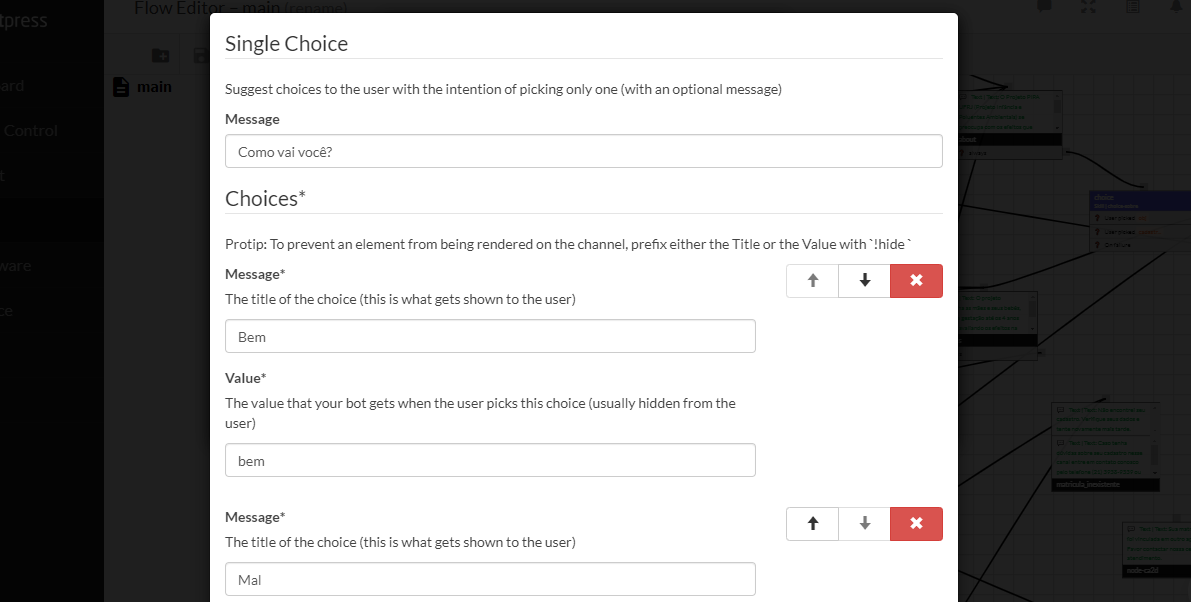 Flow Editor – main (rename)
tpress
ard
main
Control
t
ware
ce
Single Choice
Suggest choices to the user with the intention of picking only one (with an optional message)
Message
Como vai você?
Choices*
Protip: To prevent an element from being rendered on the channel, prefix either the Title or the Value with `!hide `
Message*
The title of the choice (this is what gets shown to the user)
Bem
Value*
The value that your bot gets when the user picks this choice (usually hidden from the
user)
bem
Message*
The title of the choice (this is what gets shown to the user)
Mal
choice
On failure
matricula_inexistente